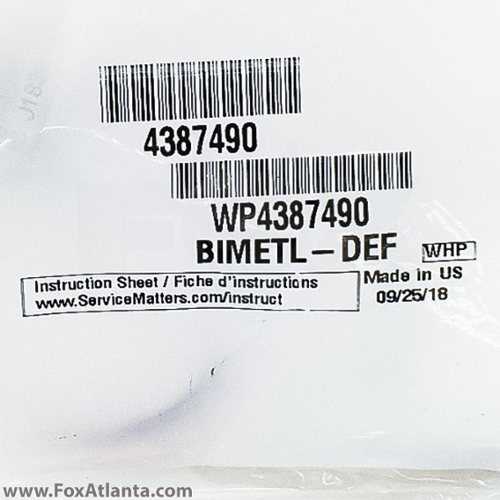 J18
4387490
WP4387490
BIMETL-DEF WHP
Instruction Sheet / Fiche d'instructions
www.ServiceMatters.com/instruct
Made in US
09/25/18
www.FoxAtlanta.com